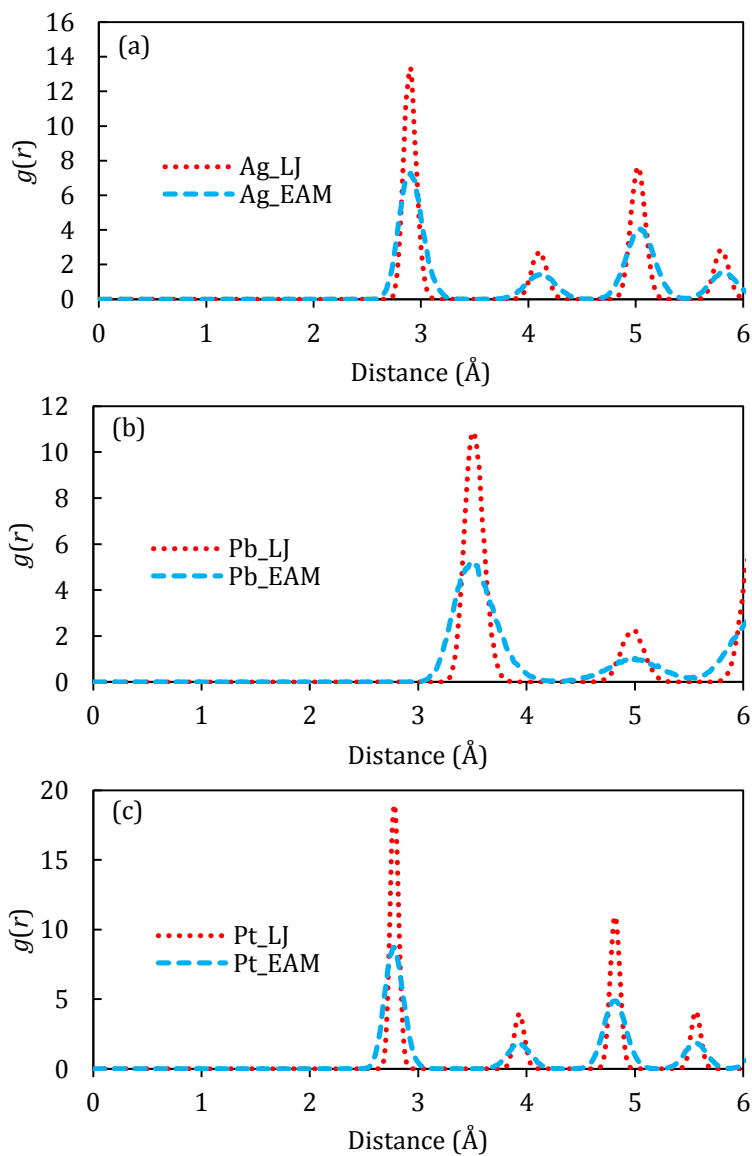 (a)
16
14
12
10
8
6
4
2
0
g(r)
Ag_LJ
Ag_EAM
0 1 2 3 4 5 6
Distance (Å)
(b)
12
10
8
6
4
2
0
g(r)
Pb_LJ
Pb_EAM
0 1 2 3 4 5 6
Distance (Å)
(c)
20
15
10
5
0
g(r)
Pt_LJ
Pt_EAM
0 1 2 3 4 5 6
Distance (Å)